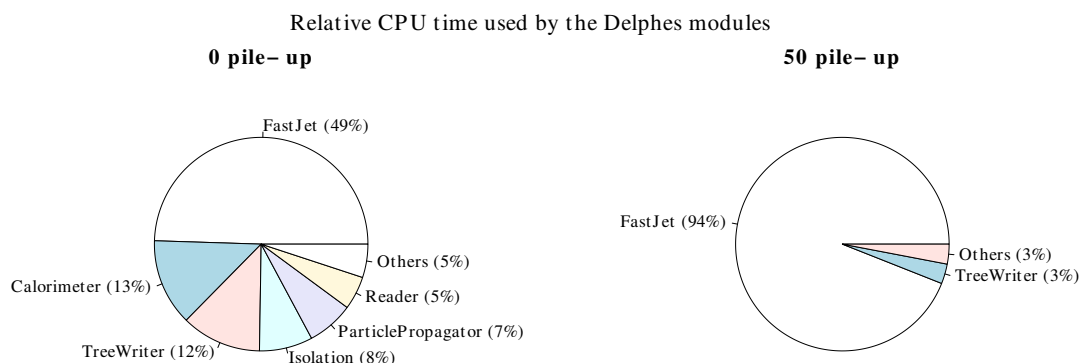 Relative CPU time used by the Delphes modules
0 pile− up
50 pile− up
FastJet (49%)
Calorimeter (13%)
TreeWriter (12%)
Isolation (8%)
ParticlePropagator (7%)
Reader (5%)
Others (5%)
FastJet (94%)
Others (3%)
TreeWriter (3%)